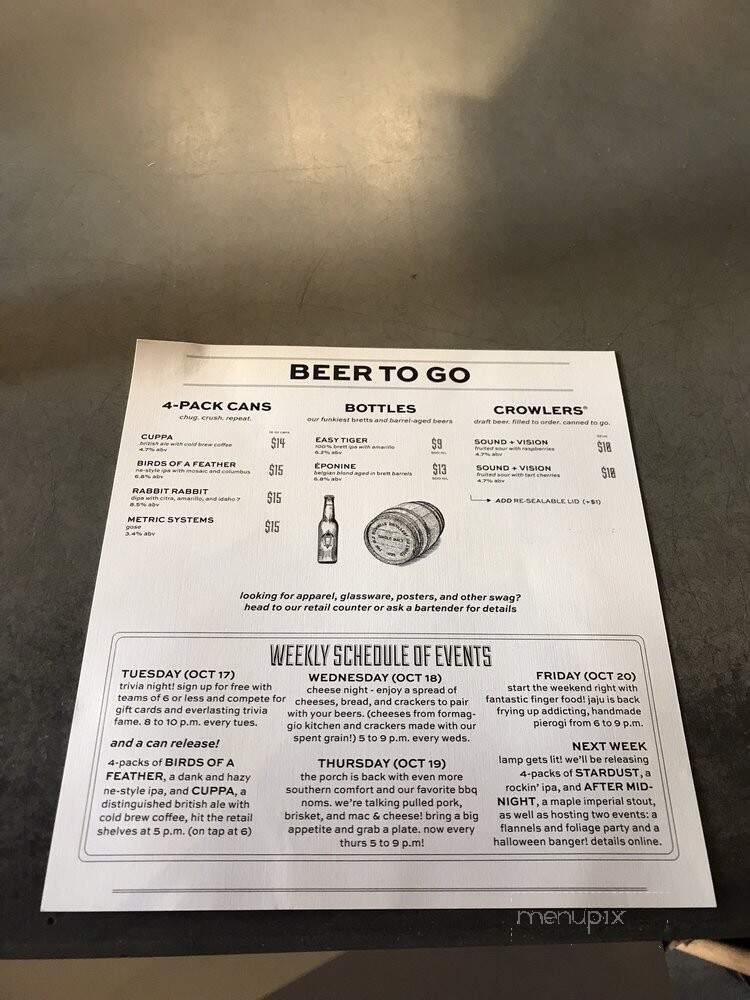 BEER TO GO
4-PACK CANS
chug. crush. repeat.
CUPPA
british ale with cold brew coffee
4.7% abv
$14
BIRDS OF A FEATHER
ne-style ipa with mosaic and columbus
6.8% abv
$15
RABBIT RABBIT
dipa with citra, amarillo, and idaho 7
8.5% abv
$15
METRIC SYSTEMS
gose
3.4% abv
$15
BOTTLES
our funkiest bretts and barrel-aged beers
EASY TIGER
100% brett ipa with amarillo
6.2% abv
$9
ÉPONINE
belgian blond aged in brett barrels
6.8% abv
$13
CROWLERS®
draft beer. filled to order. canned to go.
SOUND + VISION
fruited sour with raspberries
4.7% abv
$10
SOUND + VISION
fruited sour with tart cherries
4.7% abv
$10
ADD RE-SEALABLE LID (+$1)
SINGLE MALT
looking for apparel, glassware, posters, and other swag?
head to our retail counter or ask a bartender for details
WEEKLY SCHEDULE OF EVENTS
TUESDAY (OCT 17)
trivia night! sign up for free with
teams of 6 or less and compete for
gift cards and everlasting trivia
fame. 8 to 10 p.m. every tues.
and a can release!
4-packs of BIRDS OF A
FEATHER, a dank and hazy
ne-style ipa, and CUPPA, a
distinguished british ale with
cold brew coffee, hit the retail
shelves at 5 p.m. (on tap at 6)
WEDNESDAY (OCT 18)
cheese night - enjoy a spread of
cheeses, bread, and crackers to pair
with your beers. (cheeses from formag-
gio kitchen and crackers made with our
spent grain!) 5 to 9 p.m. every weds.
THURSDAY (OCT 19)
the porch is back with even more
southern comfort and our favorite bbq
noms. we're talking pulled pork,
brisket, and mac & cheese! bring a big
appetite and grab a plate. now every
thurs 5 to 9 p.m!
FRIDAY (OCT 20)
start the weekend right with
fantastic finger food! jaju is back
frying up addicting, handmade
pierogi from 6 to 9 p.m.
NEXT WEEK
lamp gets lit! we'll be releasing
4-packs of STARDUST, a
rockin' ipa, and AFTER MID-
NIGHT, a maple imperial stout,
as well as hosting two events: a
flannels and foliage party and a
halloween banger! details online.
menupix